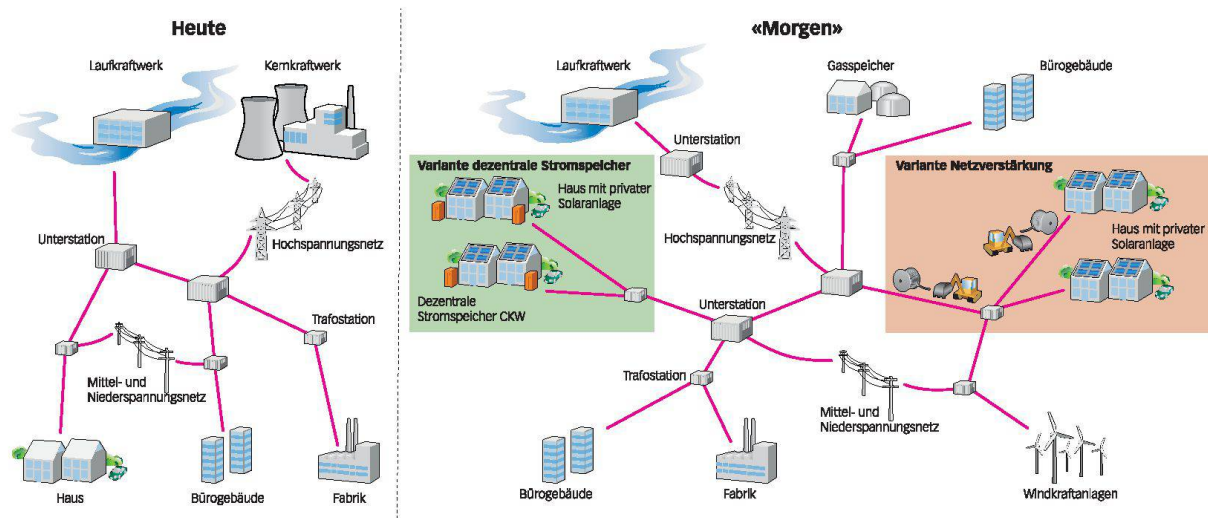 Heute
Laufkraftwerk
Kernkraftwerk
Hochspannungsnetz
Unterstation
Trafostation
Mittel- und
Niederspannungsnetz
Haus
Bürogebäude
Fabrik
«Morgen»
Laufkraftwerk
Gasspeicher
Bürogebäude
Unterstation
Variante dezentrale Stromspeicher
Haus mit privater
Solaranlage
Hochspannungsnetz
Dezentrale
Stromspeicher CKW
Variante Netzverstärkung
Haus mit privater
Solaranlage
Unterstation
Trafostation
Mittel- und
Niederspannungsnetz
Bürogebäude
Fabrik
Windkraftanlagen